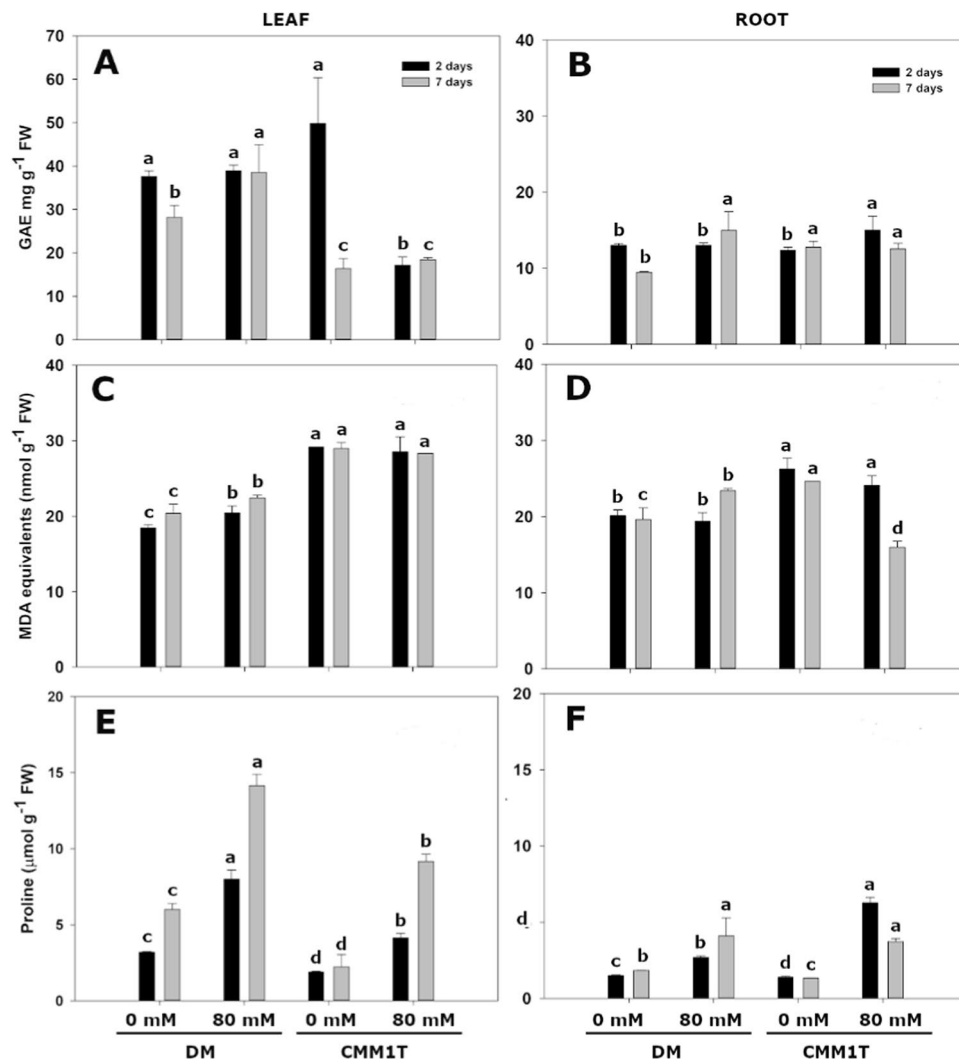 LEAF
ROOT
A
2 days
7 days
GAE mg g⁻¹ FW
70
60
50
40
30
20
10
0
a b a a a c b c
B
2 days
7 days
40
30
20
10
0
b b b a b a a a
C
MDA equivalents (nmol g⁻¹ FW)
40
30
20
10
0
c c b b a a a a
D
40
30
20
10
0
b c b b a a a d
E
Proline (µmol g⁻¹ FW)
20
15
10
5
0
c c a a d d b b
F
20
15
10
5
0
d
c b b a d c a a
0 mM 80 mM 0 mM 80 mM
DM CMM1T
0 mM 80 mM 0 mM 80 mM
DM CMM1T